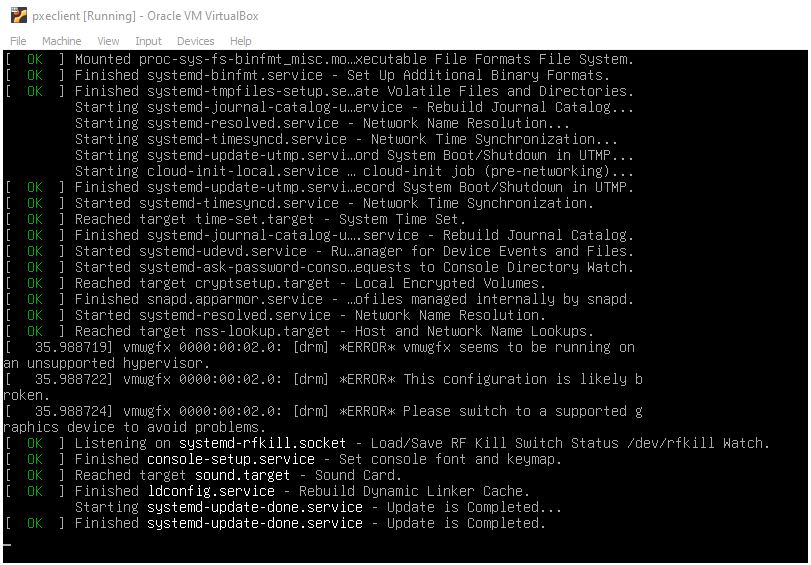 pxeclient [Running] - Oracle VM VirtualBox
File Machine View Input Devices Help
[  OK  ] Mounted proc-sys-fs-binfmt_misc.mo…xecutable File Formats File System.
[  OK  ] Finished systemd-binfmt.service - Set Up Additional Binary Formats.
[  OK  ] Finished systemd-tmpfiles-setup.se…ate Volatile Files and Directories.
         Starting systemd-journal-catalog-u…ervice - Rebuild Journal Catalog...
         Starting systemd-resolved.service - Network Name Resolution...
         Starting systemd-timesyncd.service - Network Time Synchronization...
         Starting systemd-update-utmp.servi…ord System Boot/Shutdown in UTMP...
         Starting cloud-init-local.service … cloud-init job (pre-networking)...
[  OK  ] Finished systemd-update-utmp.servi…ecord System Boot/Shutdown in UTMP.
[  OK  ] Started systemd-timesyncd.service - Network Time Synchronization.
[  OK  ] Reached target time-set.target - System Time Set.
[  OK  ] Finished systemd-journal-catalog-u….service - Rebuild Journal Catalog.
[  OK  ] Started systemd-udevd.service - Ru…anager for Device Events and Files.
[  OK  ] Started systemd-ask-password-conso…equests to Console Directory Watch.
[  OK  ] Reached target cryptsetup.target - Local Encrypted Volumes.
[  OK  ] Finished snapd.apparmor.service - …ofiles managed internally by snapd.
[  OK  ] Started systemd-resolved.service - Network Name Resolution.
[  OK  ] Reached target nss-lookup.target - Host and Network Name Lookups.
[   35.988719] vmwgfx 0000:00:02.0: [drm] *ERROR* vmwgfx seems to be running on
an unsupported hypervisor.
[   35.988722] vmwgfx 0000:00:02.0: [drm] *ERROR* This configuration is likely b
roken.
[   35.988724] vmwgfx 0000:00:02.0: [drm] *ERROR* Please switch to a supported g
raphics device to avoid problems.
[  OK  ] Listening on systemd-rfkill.socket - Load/Save RF Kill Switch Status /dev/rfkill Watch.
[  OK  ] Finished console-setup.service - Set console font and keymap.
[  OK  ] Reached target sound.target - Sound Card.
[  OK  ] Finished ldconfig.service - Rebuild Dynamic Linker Cache.
         Starting systemd-update-done.service - Update is Completed...
[  OK  ] Finished systemd-update-done.service - Update is Completed.